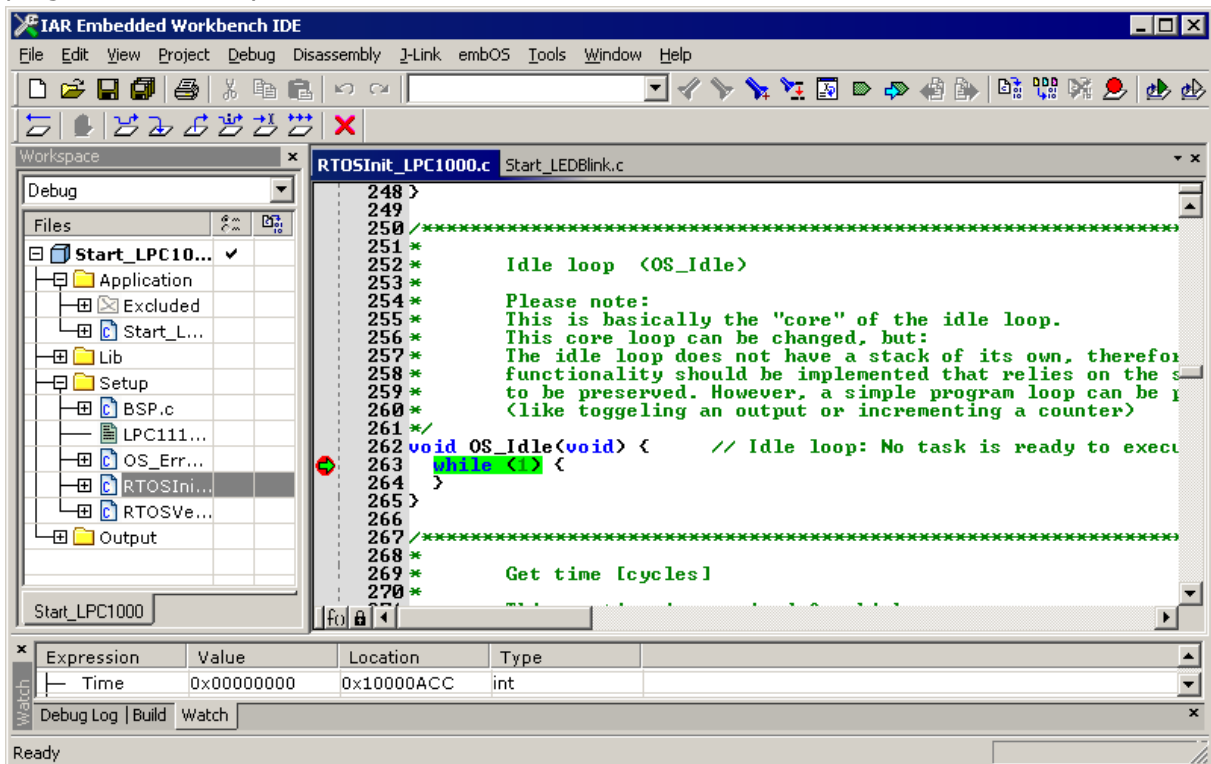 IAR Embedded Workbench IDE
File Edit View Project Debug Disassembly J-Link embOS Tools Window Help
Workspace
Debug
Files
Start_LPC10...
Application
Excluded
Start_L...
Lib
Setup
BSP.c
LPC111...
OS_Err...
RTOSIni...
RTOSVe...
Output
Start_LPC1000
RTOSInit_LPC1000.c Start_LEDBlink.c
248 }
249
250 /*********************************************************************
251 *
252 *       Idle loop  (OS_Idle)
253 *
254 *       Please note:
255 *       This is basically the "core" of the idle loop.
256 *       This core loop can be changed, but:
257 *       The idle loop does not have a stack of its own, therefor
258 *       functionality should be implemented that relies on the s
259 *       to be preserved. However, a simple program loop can be p
260 *       (like toggeling an output or incrementing a counter)
261 */
262 void OS_Idle(void) {     // Idle loop: No task is ready to execu
263   while (1) {
264   }
265 }
266
267 /*********************************************************************
268 *
269 *       Get time [cycles]
270 *
Expression Value Location Type
Time 0x00000000 0x10000ACC int
Watch
Debug Log Build Watch
Ready